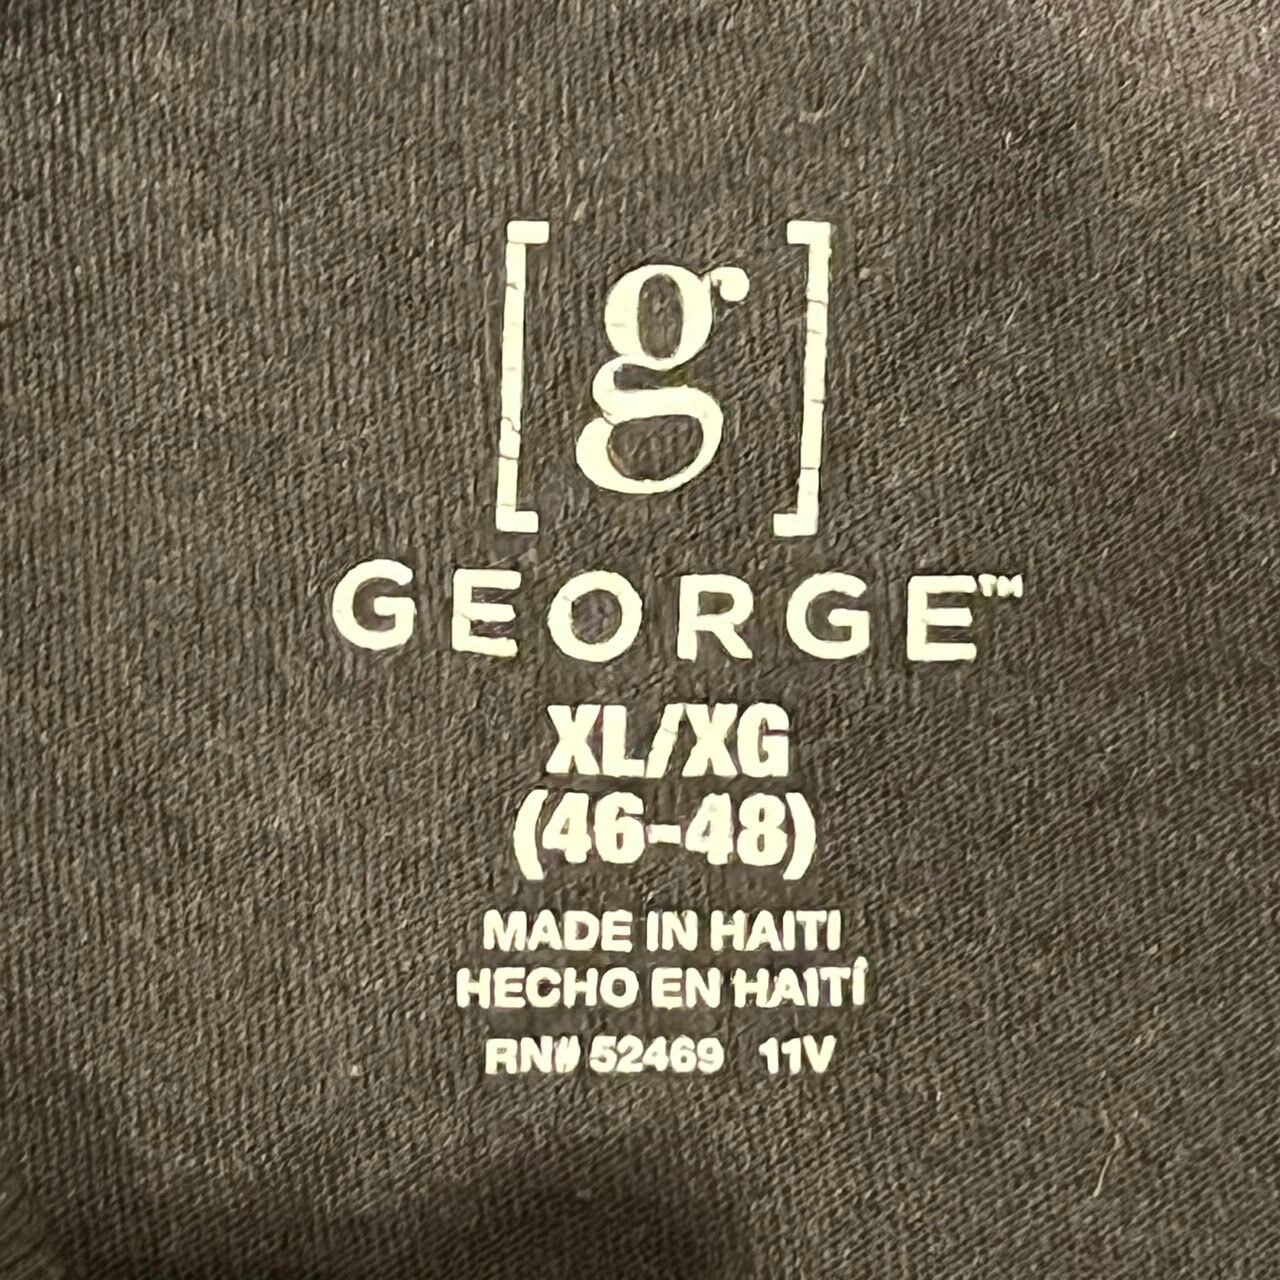 [g]
GEORGE™
XL/XG
(46-48)
MADE IN HAITI
HECHO EN HAITÍ
RN# 52469 11V